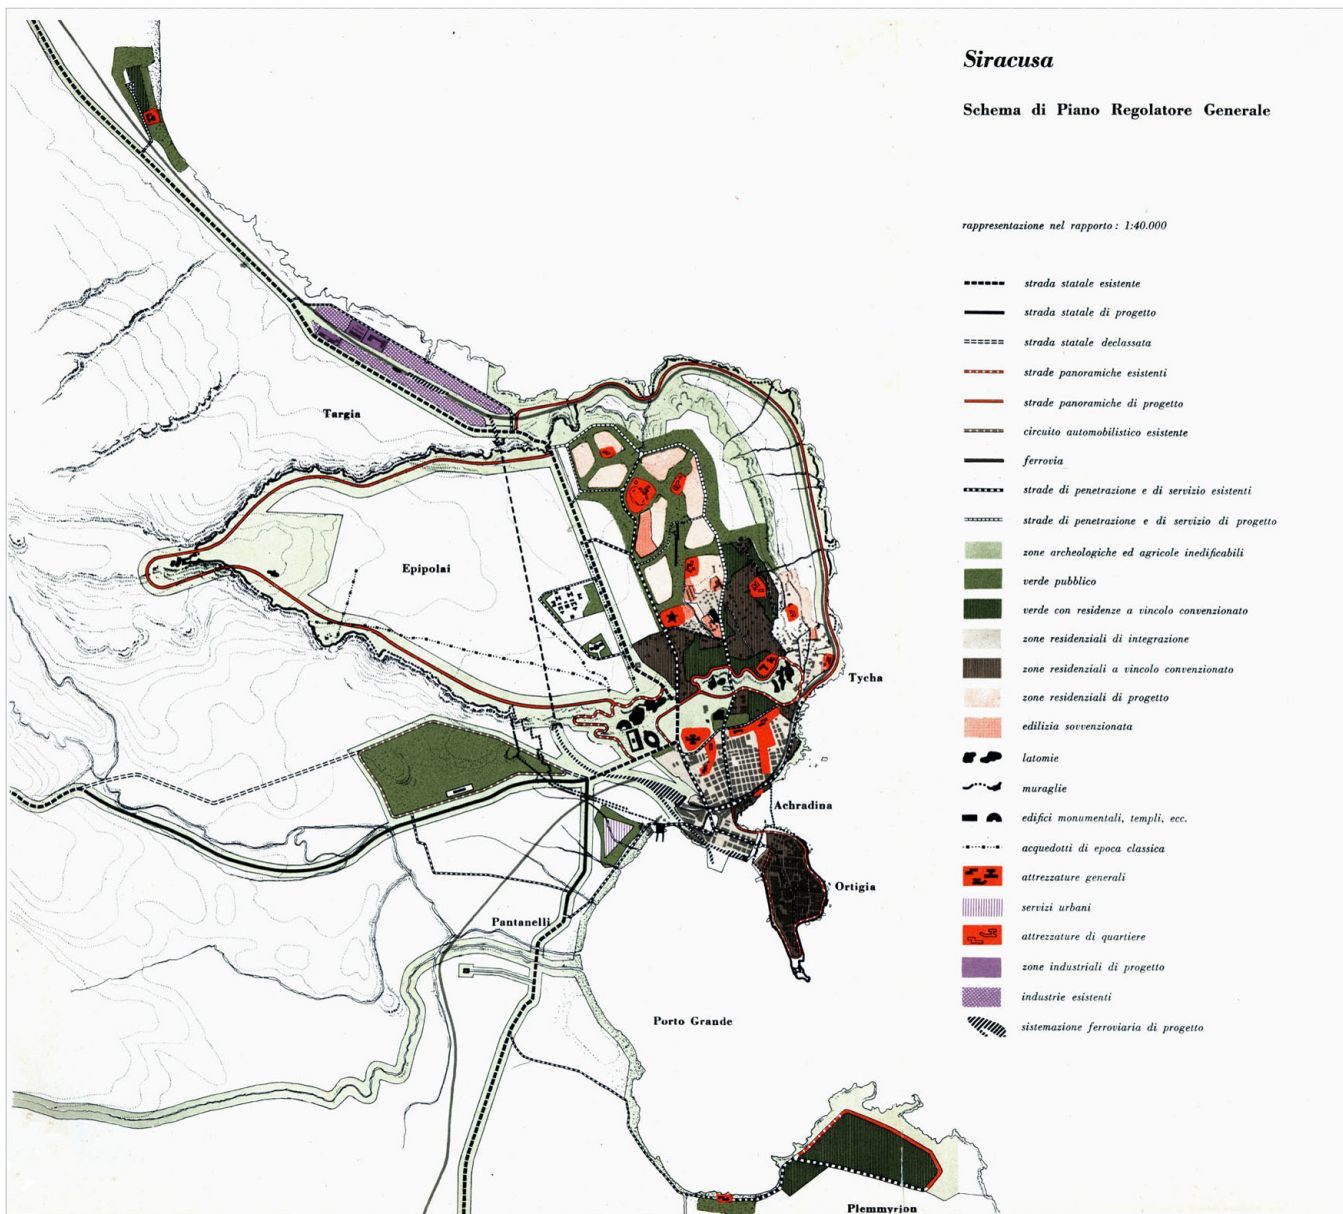 Siracusa
Schema di Piano Regolatore Generale
rappresentazione nel rapporto : 1:40.000
strada statale esistente
strada statale di progetto
strada statale declassata
strade panoramiche esistenti
strade panoramiche di progetto
circuito automobilistico esistente
ferrovia
strade di penetrazione e di servizio esistenti
strade di penetrazione e di servizio di progetto
zone archeologiche ed agricole inedificabili
verde pubblico
verde con residenze a vincolo convenzionato
zone residenziali di integrazione
zone residenziali a vincolo convenzionato
zone residenziali di progetto
edilizia sovvenzionata
latomie
muraglie
edifici monumentali, templi, ecc.
acquedotti di epoca classica
attrezzature generali
servizi urbani
attrezzature di quartiere
zone industriali di progetto
industrie esistenti
sistemazione ferroviaria di progetto
Targia
Epipolai
Tycha
Achradina
Ortigia
Pantanelli
Porto Grande
Plemmyrion